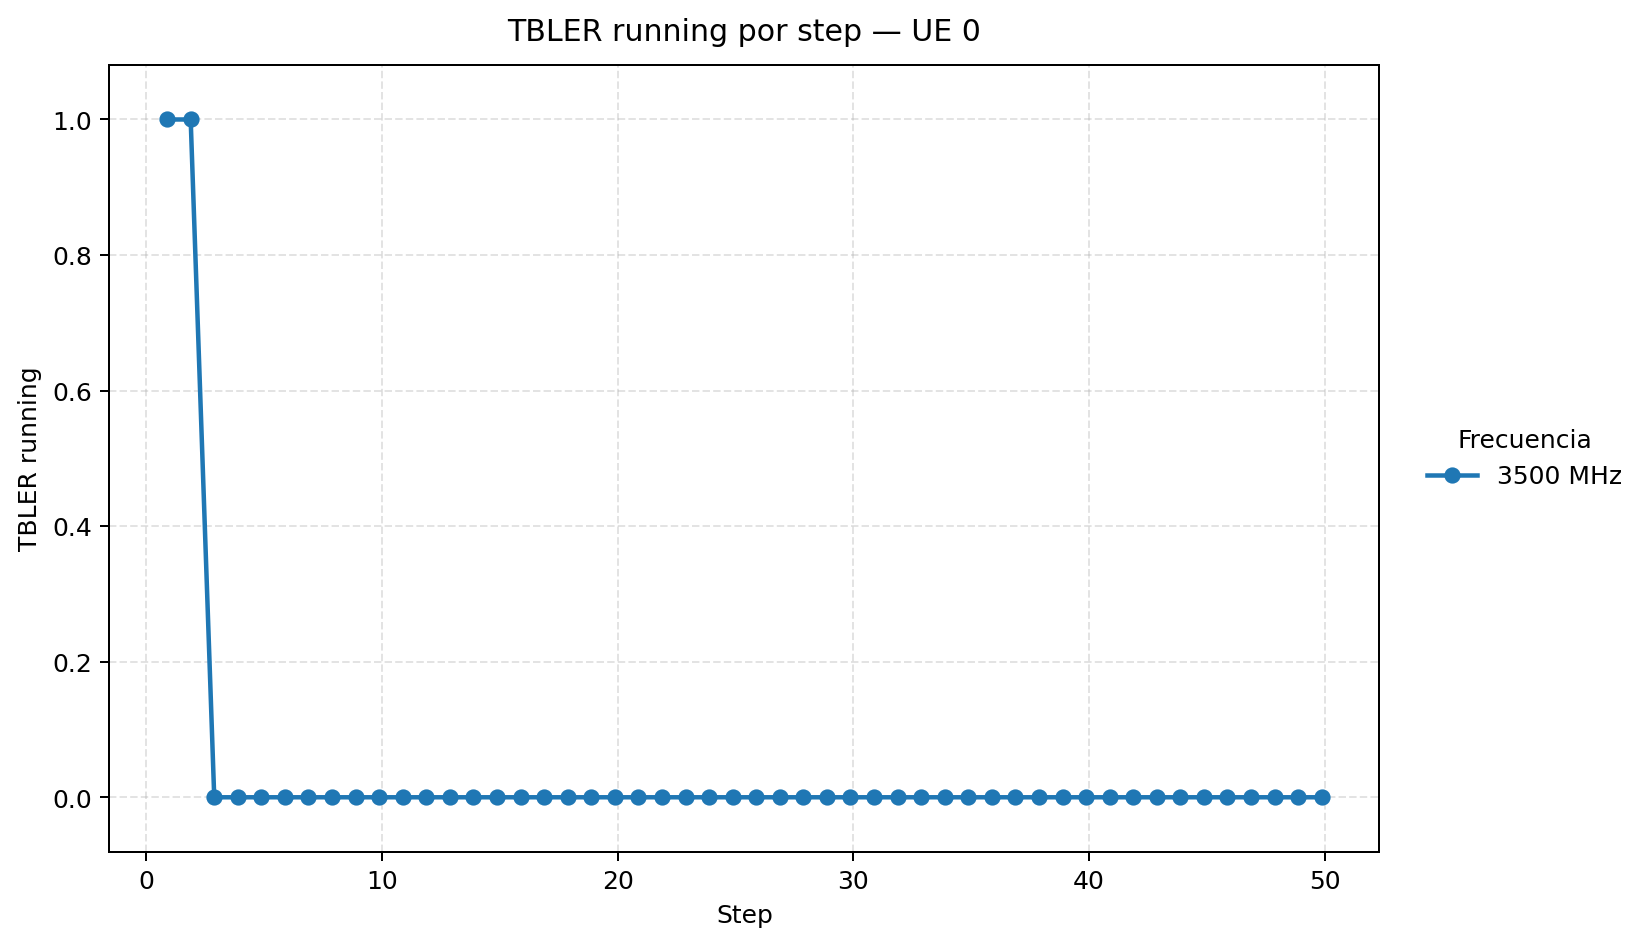 TBLER running por step — UE 0
TBLER running
1.0
0.8
0.6
0.4
0.2
0.0
0 10 20 30 40 50
Step
Frecuencia
3500 MHz